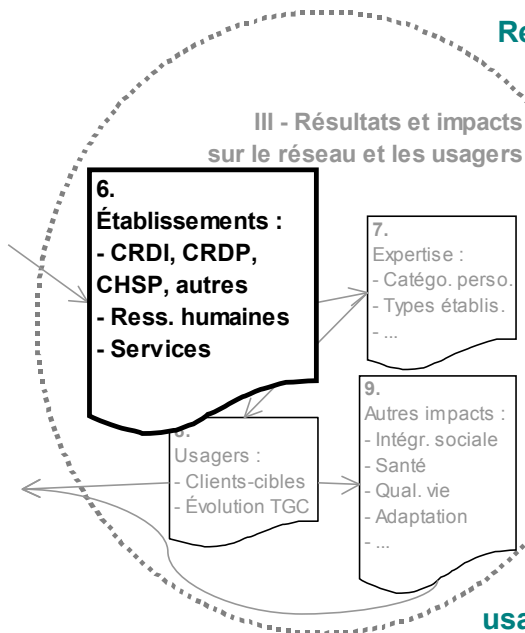 Re
III - Résultats et impacts
sur le réseau et les usagers
6.
Établissements :
- CRDI, CRDP,
CHSP, autres
- Ress. humaines
- Services
7.
Expertise :
- Catégo. perso.
- Types établis.
- ...
Usagers :
- Clients-cibles
- Évolution TGC
9.
Autres impacts :
- Intégr. sociale
- Santé
- Qual. vie
- Adaptation
- ...
usa